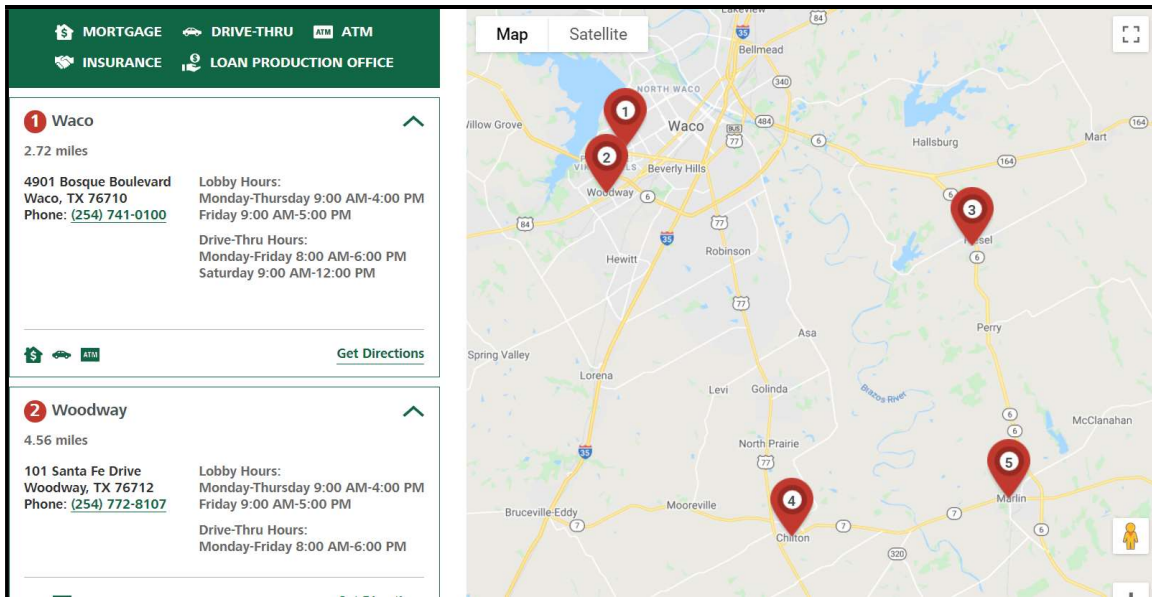 MORTGAGE DRIVE-THRU ATM ATM
INSURANCE LOAN PRODUCTION OFFICE
1 Waco
2.72 miles
4901 Bosque Boulevard
Waco, TX 76710
Phone: (254) 741-0100
Lobby Hours:
Monday-Thursday 9:00 AM-4:00 PM
Friday 9:00 AM-5:00 PM
Drive-Thru Hours:
Monday-Friday 8:00 AM-6:00 PM
Saturday 9:00 AM-12:00 PM
ATM
Get Directions
2 Woodway
4.56 miles
101 Santa Fe Drive
Woodway, TX 76712
Phone: (254) 772-8107
Lobby Hours:
Monday-Thursday 9:00 AM-4:00 PM
Friday 9:00 AM-5:00 PM
Drive-Thru Hours:
Monday-Friday 8:00 AM-6:00 PM
Map Satellite
84
35
Bellmead
340
NORTH WACO
1
Willow Grove
Waco
BUS 77
484
6
Hallsburg
164
Mart
164
2
Beverly Hills
Woodway
6
6
3
84
77
35
Robinson
Hewitt
6
77
Perry
Asa
Spring Valley
Lorena
Levi
Golinda
Brazos River
6
McClanahan
6
North Prairie
35
77
5
4
Marlin
Mooreville
Bruceville-Eddy
7
7
7
6
Chilton
320